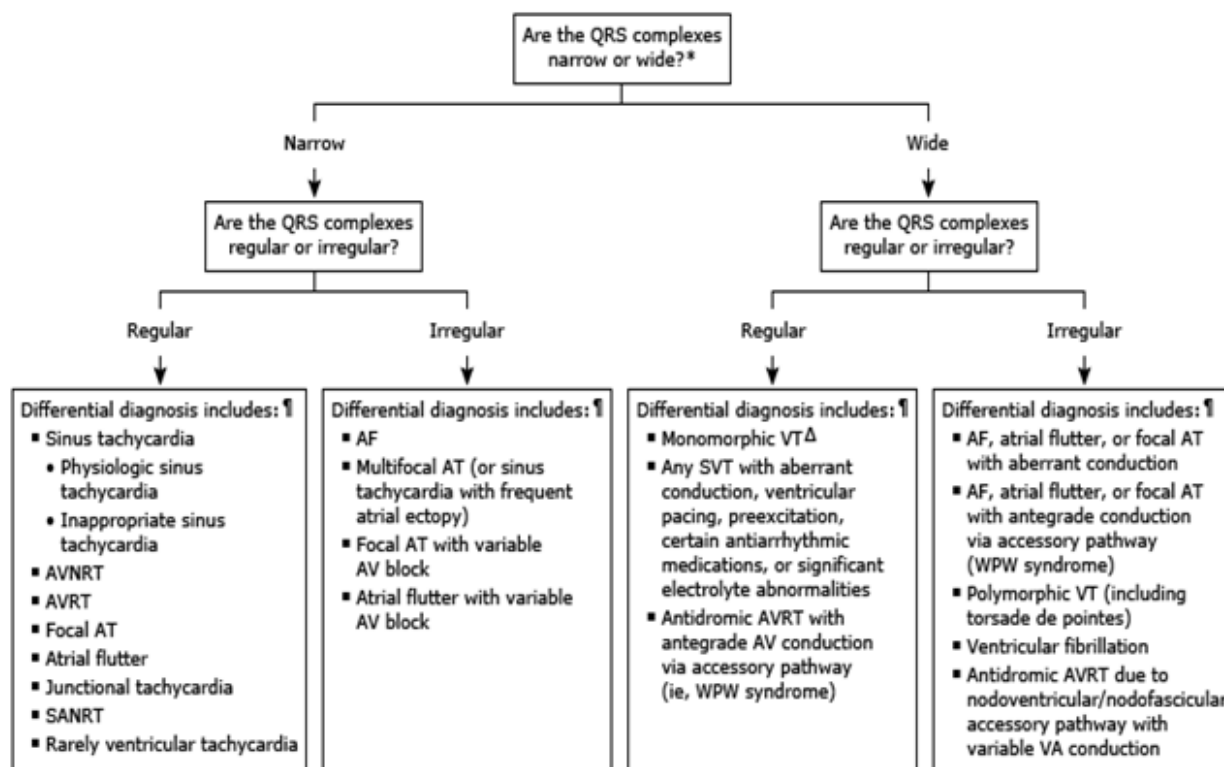 Are the QRS complexes
narrow or wide?*
Narrow
Wide
Are the QRS complexes
regular or irregular?
Are the QRS complexes
regular or irregular?
Regular
Irregular
Regular
Irregular
Differential diagnosis includes: ¶
▪ Sinus tachycardia
• Physiologic sinus
tachycardia
• Inappropriate sinus
tachycardia
▪ AVNRT
▪ AVRT
▪ Focal AT
▪ Atrial flutter
▪ Junctional tachycardia
▪ SANRT
▪ Rarely ventricular tachycardia
Differential diagnosis includes: ¶
▪ AF
▪ Multifocal AT (or sinus
tachycardia with frequent
atrial ectopy)
▪ Focal AT with variable
AV block
▪ Atrial flutter with variable
AV block
Differential diagnosis includes: ¶
▪ Monomorphic VTΔ
▪ Any SVT with aberrant
conduction, ventricular
pacing, preexcitation,
certain antiarrhythmic
medications, or significant
electrolyte abnormalities
▪ Antidromic AVRT with
antegrade AV conduction
via accessory pathway
(ie, WPW syndrome)
Differential diagnosis includes: ¶
▪ AF, atrial flutter, or focal AT
with aberrant conduction
▪ AF, atrial flutter, or focal AT
with antegrade conduction
via accessory pathway
(WPW syndrome)
▪ Polymorphic VT (including
torsade de pointes)
▪ Ventricular fibrillation
▪ Antidromic AVRT due to
nodoventricular/nodofascicular
accessory pathway with
variable VA conduction